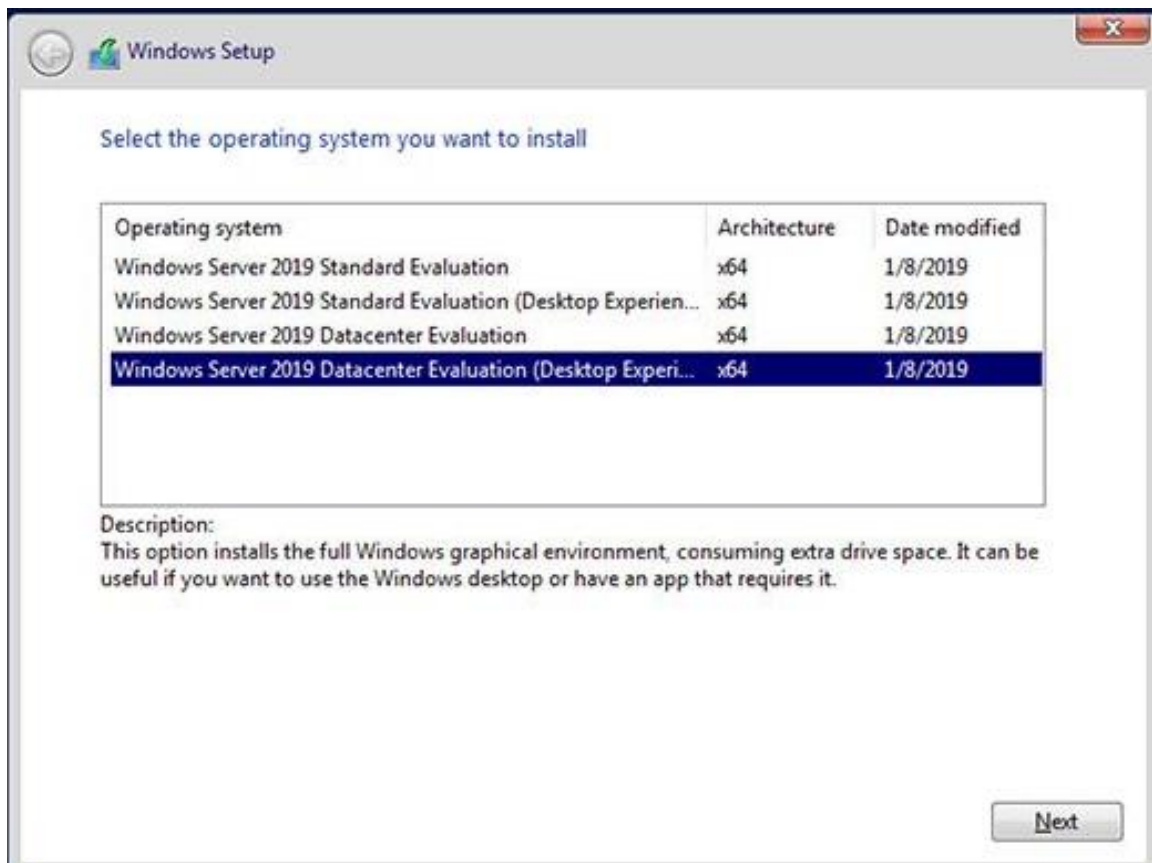 Windows Setup
Select the operating system you want to install
Operating system Architecture Date modified
Windows Server 2019 Standard Evaluation x64 1/8/2019
Windows Server 2019 Standard Evaluation (Desktop Experien... x64 1/8/2019
Windows Server 2019 Datacenter Evaluation x64 1/8/2019
Windows Server 2019 Datacenter Evaluation (Desktop Experi... x64 1/8/2019
Description:
This option installs the full Windows graphical environment, consuming extra drive space. It can be
useful if you want to use the Windows desktop or have an app that requires it.
Next